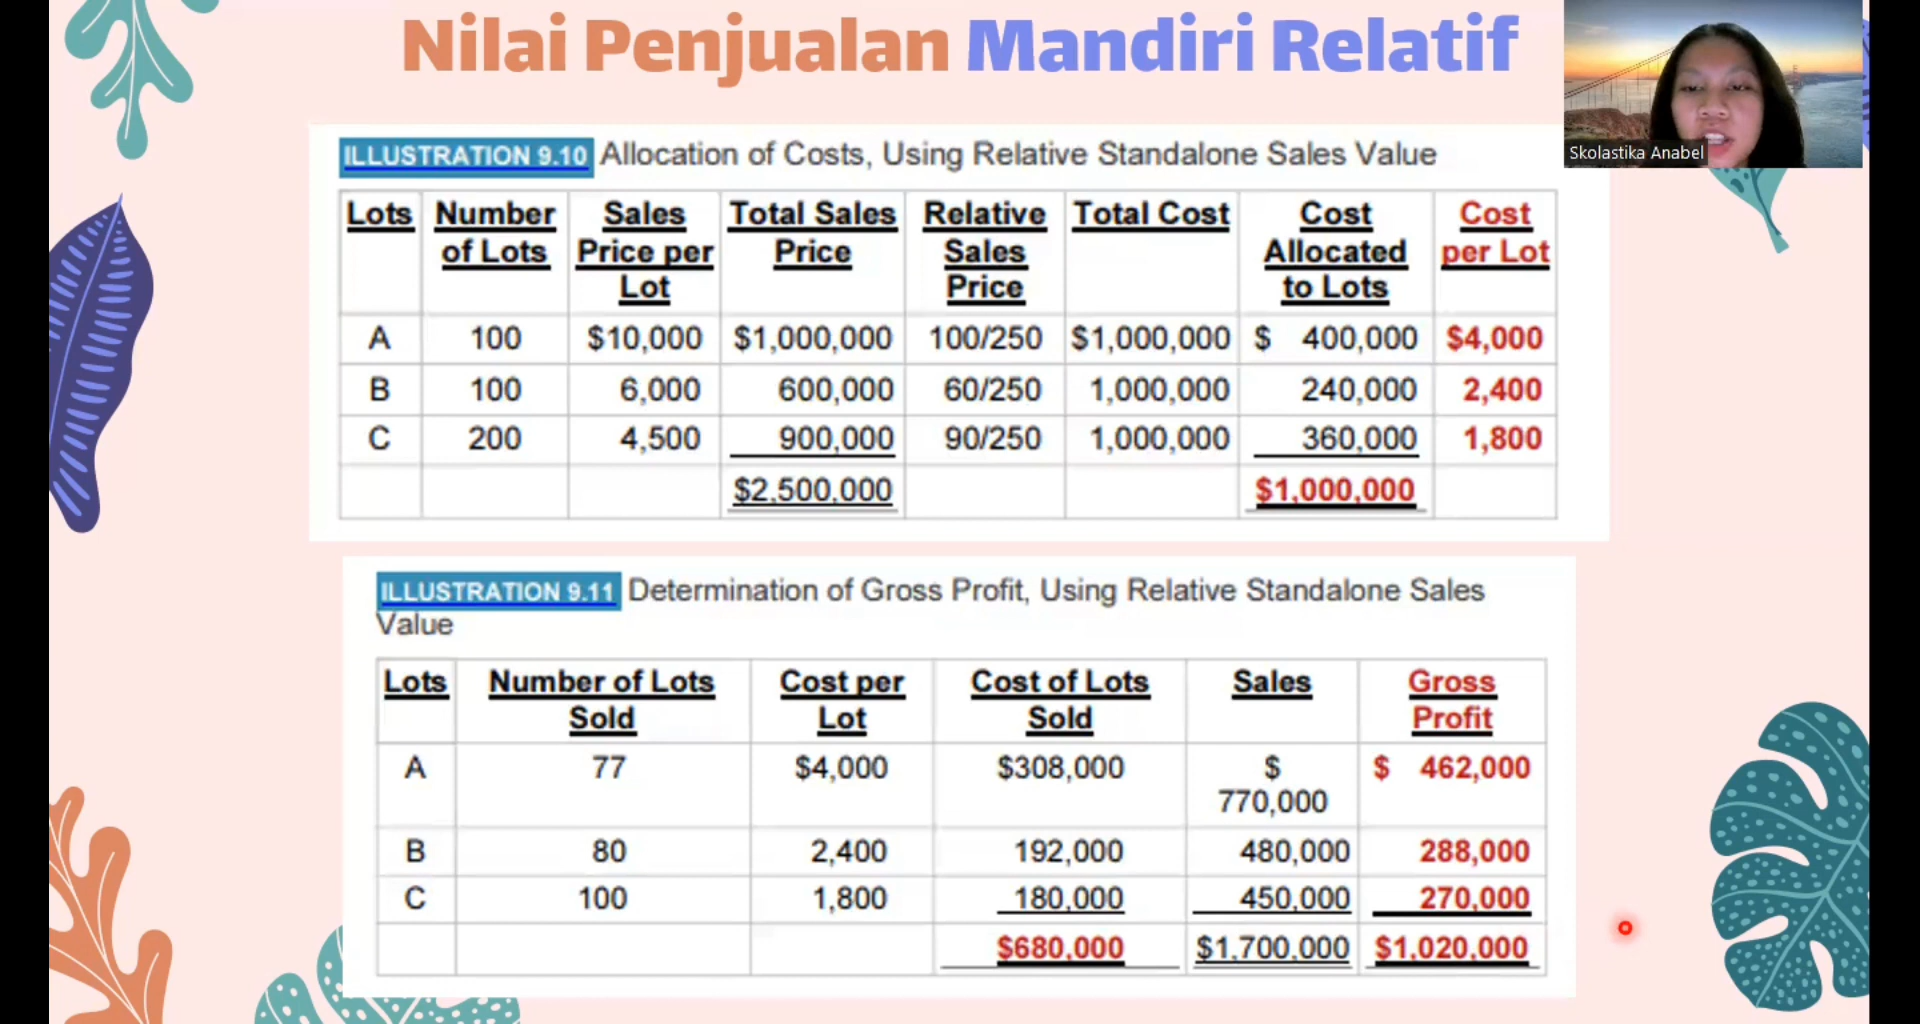 Nilai Penjualan Mandiri Relatif
Skolastika Anabel
ILLUSTRATION 9.10 Allocation of Costs, Using Relative Standalone Sales Value
Lots Number of Lots Sales Price per Lot Total Sales Price Relative Sales Price Total Cost Cost Allocated to Lots Cost per Lot
A 100 $10,000 $1,000,000 100/250 $1,000,000 $ 400,000 $4,000
B 100 6,000 600,000 60/250 1,000,000 240,000 2,400
C 200 4,500 900,000 90/250 1,000,000 360,000 1,800
$2,500,000 $1,000,000
ILLUSTRATION 9.11 Determination of Gross Profit, Using Relative Standalone Sales
Value
Lots Number of Lots Sold Cost per Lot Cost of Lots Sold Sales Gross Profit
A 77 $4,000 $308,000 $ 770,000 $ 462,000
B 80 2,400 192,000 480,000 288,000
C 100 1,800 180,000 450,000 270,000
$680,000 $1,700,000 $1,020,000